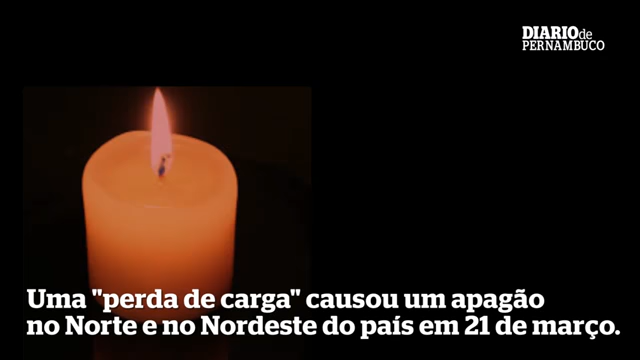 DIARIO de
PERNAMBUCO
Uma "perda de carga" causou um apagão
no Norte e no Nordeste do país em 21 de março.